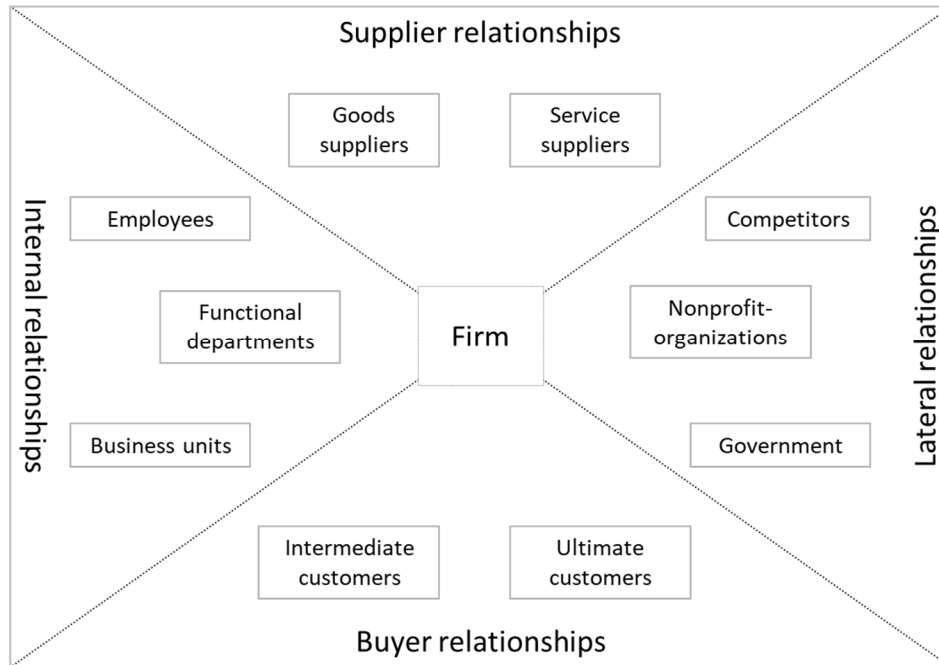 Supplier relationships
Goods
suppliers
Service
suppliers
Internal relationships
Employees
Functional
departments
Business units
Firm
Competitors
Nonprofit-
organizations
Government
Lateral relationships
Intermediate
customers
Ultimate
customers
Buyer relationships